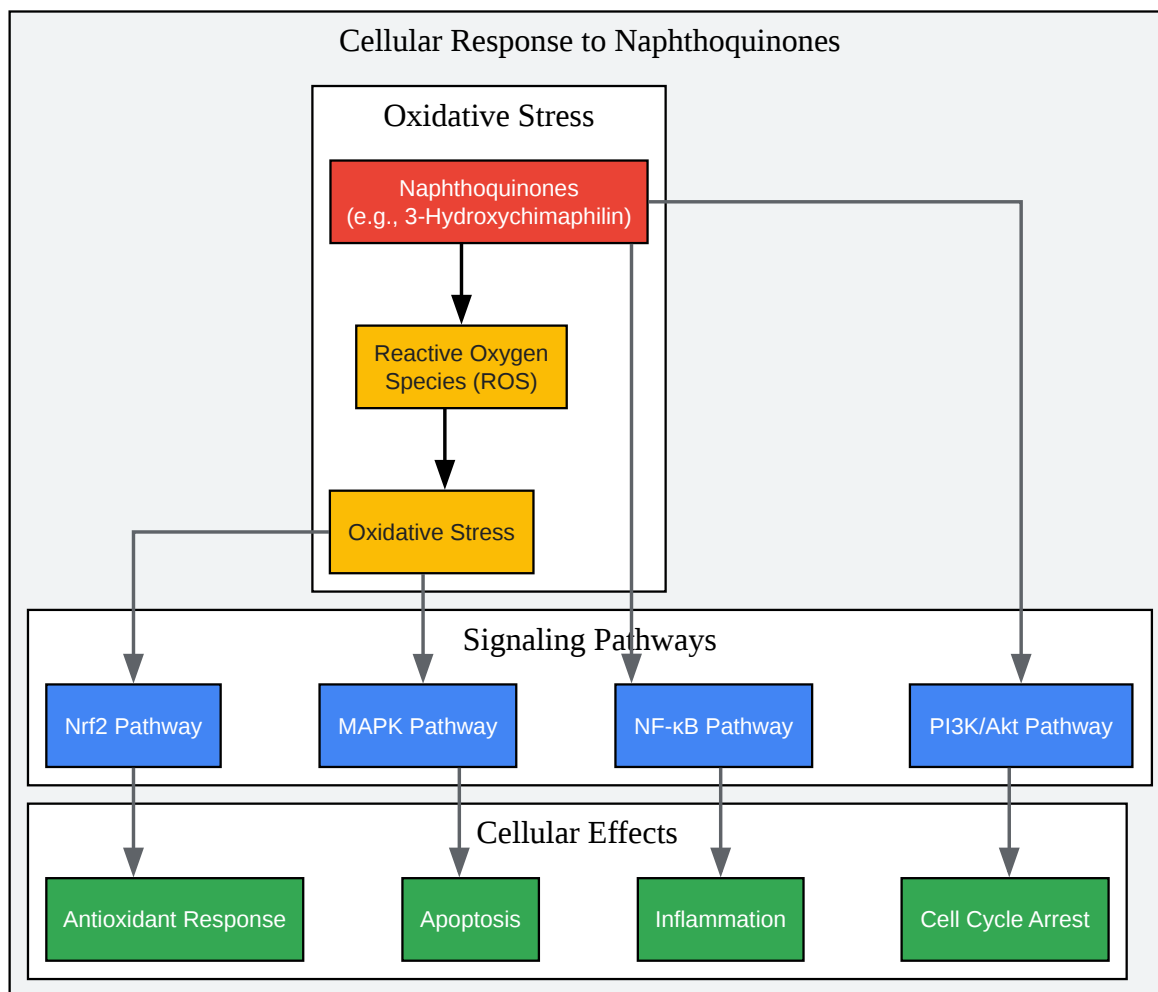 Cellular Response to Naphthoquinones
Oxidative Stress
Naphthoquinones
(e.g., 3-Hydroxychimaphilin)
Reactive Oxygen
Species (ROS)
Oxidative Stress
Signaling Pathways
Nrf2 Pathway
MAPK Pathway
NF-κB Pathway
PI3K/Akt Pathway
Cellular Effects
Antioxidant Response
Apoptosis
Inflammation
Cell Cycle Arrest